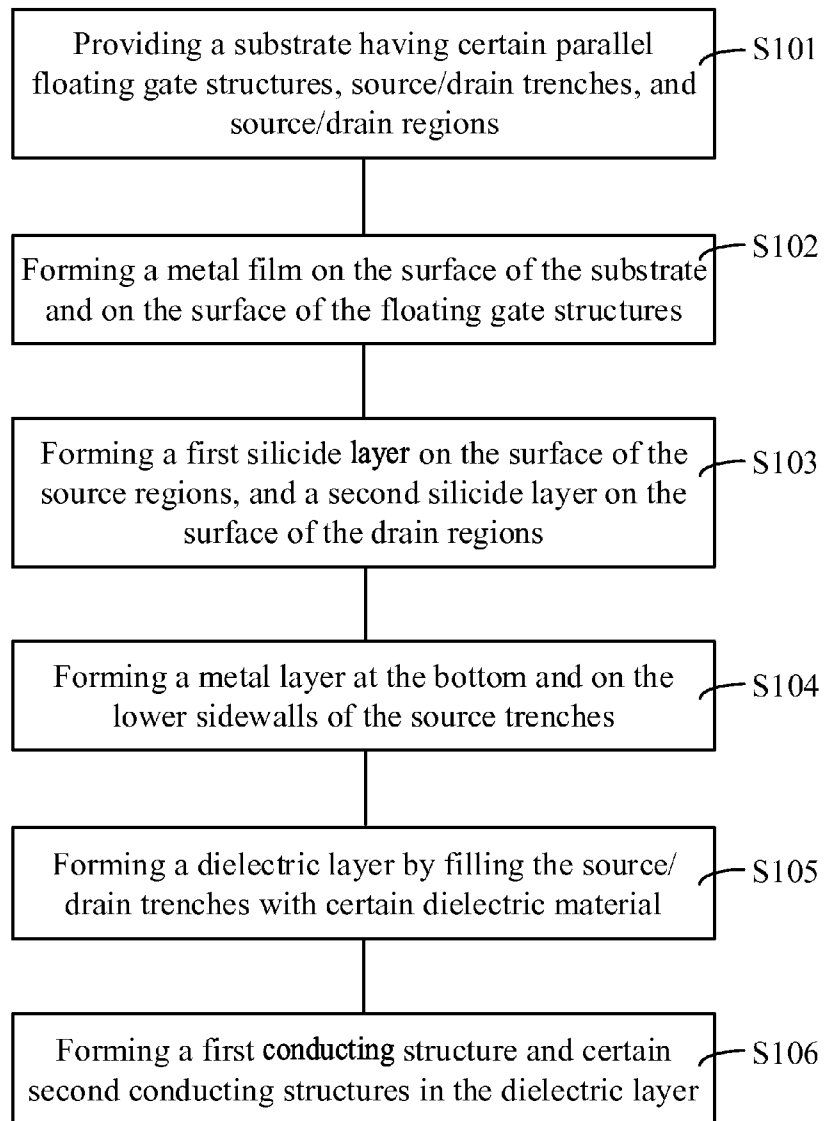 Providing a substrate having certain parallel
floating gate structures, source/drain trenches, and
source/drain regions
S101
Forming a metal film on the surface of the substrate
and on the surface of the floating gate structures
S102
Forming a first silicide layer on the surface of the
source regions, and a second silicide layer on the
surface of the drain regions
S103
Forming a metal layer at the bottom and on the
lower sidewalls of the source trenches
S104
Forming a dielectric layer by filling the source/
drain trenches with certain dielectric material
S105
Forming a first conducting structure and certain
second conducting structures in the dielectric layer
S106